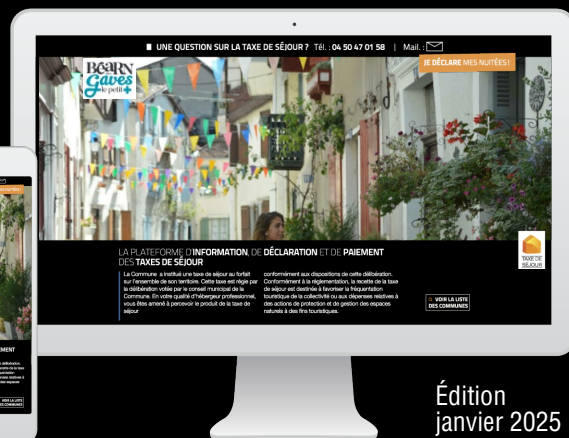 UNE QUESTION SUR LA TAXE DE SÉJOUR ? Tél. : 04 50 47 01 58 | Mail. :
JE DÉCLARE MES NUITÉES !
BÉARN
Gaves
le petit +
LA PLATEFORME D'INFORMATION, DE DÉCLARATION ET DE PAIEMENT
DES TAXES DE SÉJOUR
La Commune a institué une taxe de séjour au forfait
sur l'ensemble de son territoire. Cette taxe est régie par
la délibération votée par le conseil municipal de la
Commune. En votre qualité d'hébergeur professionnel,
vous êtes amené à percevoir le produit de la taxe de
séjour
conformément aux dispositions de cette délibération.
Conformément à la réglementation, la recette de la taxe
de séjour est destinée à favoriser la fréquentation
touristique de la collectivité ou aux dépenses relatives à
des actions de protection et de gestion des espaces
naturels à des fins touristiques.
VOIR LA LISTE
DES COMMUNES
TAXE DE
SÉJOUR
VOIR LA LISTE
Édition
janvier 2025